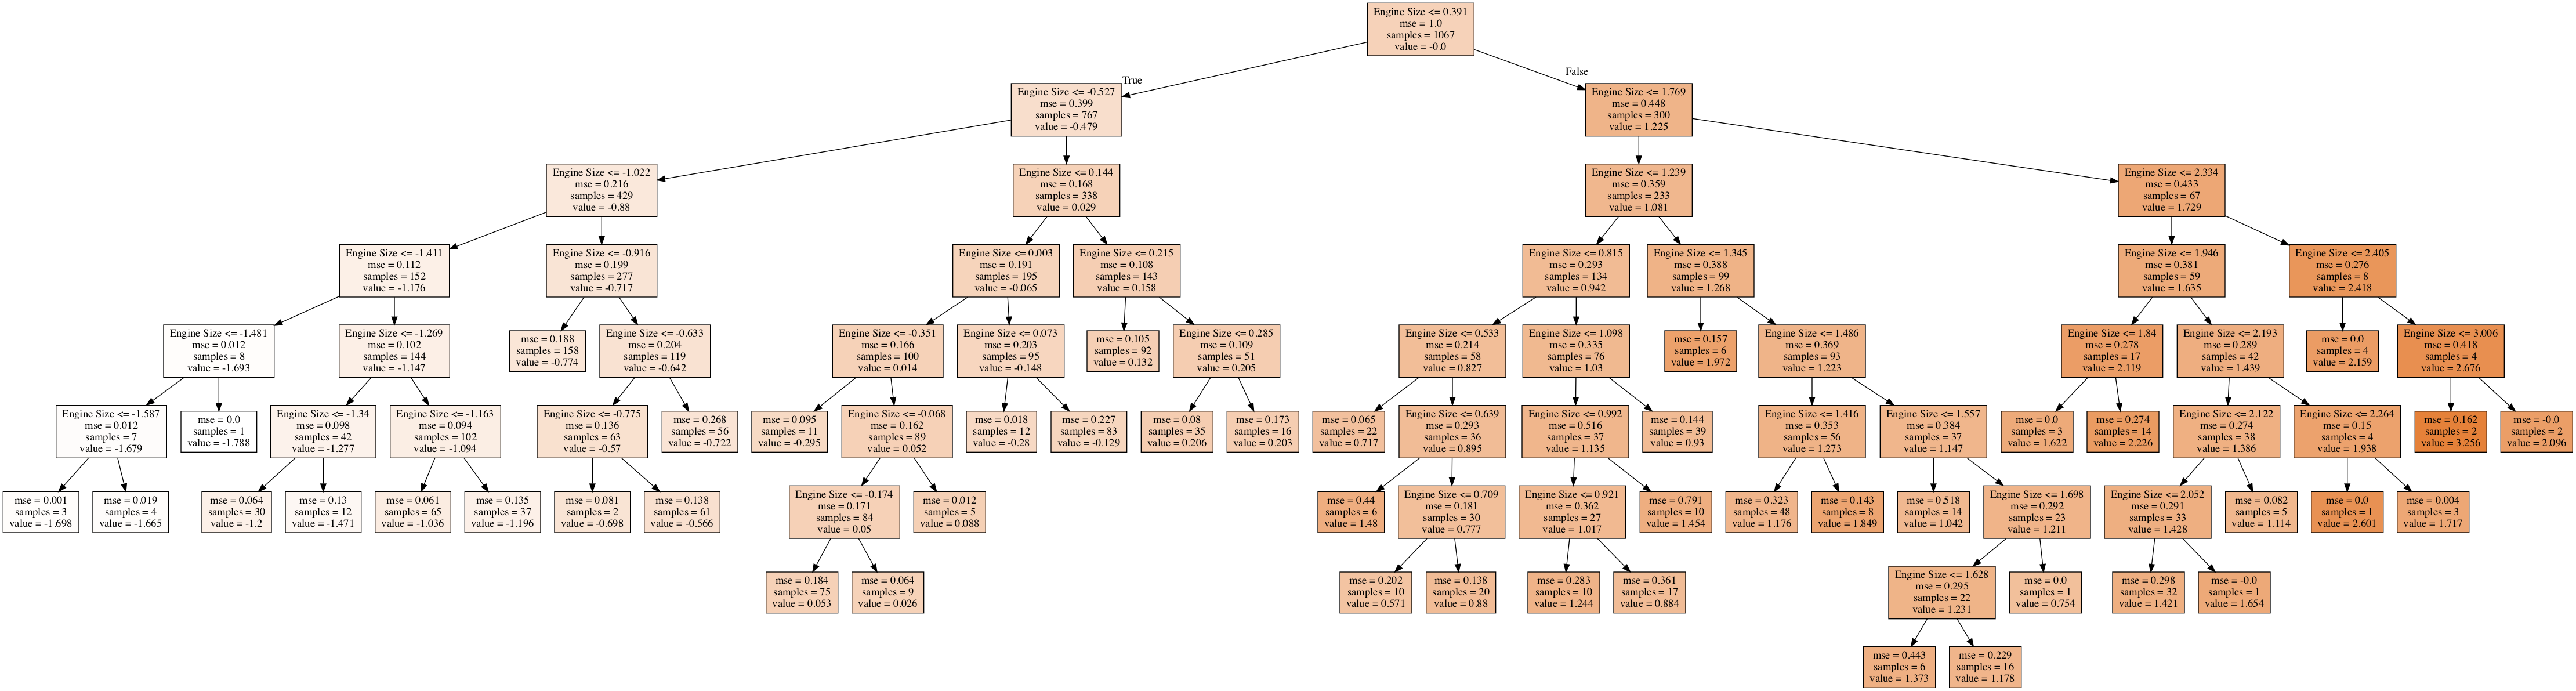 Engine Size <= 0.391
mse = 1.0
samples = 1067
value = -0.0
True
False
Engine Size <= -0.527
mse = 0.399
samples = 767
value = -0.479
Engine Size <= 1.769
mse = 0.448
samples = 300
value = 1.225
Engine Size <= -1.022
mse = 0.216
samples = 429
value = -0.88
Engine Size <= 0.144
mse = 0.168
samples = 338
value = 0.029
Engine Size <= 1.239
mse = 0.359
samples = 233
value = 1.081
Engine Size <= 2.334
mse = 0.433
samples = 67
value = 1.729
Engine Size <= -1.411
mse = 0.112
samples = 152
value = -1.176
Engine Size <= -0.916
mse = 0.199
samples = 277
value = -0.717
Engine Size <= 0.003
mse = 0.191
samples = 195
value = -0.065
Engine Size <= 0.215
mse = 0.108
samples = 143
value = 0.158
Engine Size <= 0.815
mse = 0.293
samples = 134
value = 0.942
Engine Size <= 1.345
mse = 0.388
samples = 99
value = 1.268
Engine Size <= 1.946
mse = 0.381
samples = 59
value = 1.635
Engine Size <= 2.405
mse = 0.276
samples = 8
value = 2.418
Engine Size <= -1.481
mse = 0.012
samples = 8
value = -1.693
Engine Size <= -1.269
mse = 0.102
samples = 144
value = -1.147
mse = 0.188
samples = 158
value = -0.774
Engine Size <= -0.633
mse = 0.204
samples = 119
value = -0.642
Engine Size <= -0.351
mse = 0.166
samples = 100
value = 0.014
Engine Size <= 0.073
mse = 0.203
samples = 95
value = -0.148
mse = 0.105
samples = 92
value = 0.132
Engine Size <= 0.285
mse = 0.109
samples = 51
value = 0.205
Engine Size <= 0.533
mse = 0.214
samples = 58
value = 0.827
Engine Size <= 1.098
mse = 0.335
samples = 76
value = 1.03
mse = 0.157
samples = 6
value = 1.972
Engine Size <= 1.486
mse = 0.369
samples = 93
value = 1.223
Engine Size <= 1.84
mse = 0.278
samples = 17
value = 2.119
Engine Size <= 2.193
mse = 0.289
samples = 42
value = 1.439
mse = 0.0
samples = 4
value = 2.159
Engine Size <= 3.006
mse = 0.418
samples = 4
value = 2.676
Engine Size <= -1.587
mse = 0.012
samples = 7
value = -1.679
mse = 0.0
samples = 1
value = -1.788
Engine Size <= -1.34
mse = 0.098
samples = 42
value = -1.277
Engine Size <= -1.163
mse = 0.094
samples = 102
value = -1.094
Engine Size <= -0.775
mse = 0.136
samples = 63
value = -0.57
mse = 0.268
samples = 56
value = -0.722
mse = 0.095
samples = 11
value = -0.295
Engine Size <= -0.068
mse = 0.162
samples = 89
value = 0.052
mse = 0.018
samples = 12
value = -0.28
mse = 0.227
samples = 83
value = -0.129
mse = 0.08
samples = 35
value = 0.206
mse = 0.173
samples = 16
value = 0.203
mse = 0.065
samples = 22
value = 0.717
Engine Size <= 0.639
mse = 0.293
samples = 36
value = 0.895
Engine Size <= 0.992
mse = 0.516
samples = 37
value = 1.135
mse = 0.144
samples = 39
value = 0.93
Engine Size <= 1.416
mse = 0.353
samples = 56
value = 1.273
Engine Size <= 1.557
mse = 0.384
samples = 37
value = 1.147
mse = 0.0
samples = 3
value = 1.622
mse = 0.274
samples = 14
value = 2.226
Engine Size <= 2.122
mse = 0.274
samples = 38
value = 1.386
Engine Size <= 2.264
mse = 0.15
samples = 4
value = 1.938
mse = 0.162
samples = 2
value = 3.256
mse = -0.0
samples = 2
value = 2.096
mse = 0.001
samples = 3
value = -1.698
mse = 0.019
samples = 4
value = -1.665
mse = 0.064
samples = 30
value = -1.2
mse = 0.13
samples = 12
value = -1.471
mse = 0.061
samples = 65
value = -1.036
mse = 0.135
samples = 37
value = -1.196
mse = 0.081
samples = 2
value = -0.698
mse = 0.138
samples = 61
value = -0.566
Engine Size <= -0.174
mse = 0.171
samples = 84
value = 0.05
mse = 0.012
samples = 5
value = 0.088
mse = 0.44
samples = 6
value = 1.48
Engine Size <= 0.709
mse = 0.181
samples = 30
value = 0.777
Engine Size <= 0.921
mse = 0.362
samples = 27
value = 1.017
mse = 0.791
samples = 10
value = 1.454
mse = 0.323
samples = 48
value = 1.176
mse = 0.143
samples = 8
value = 1.849
mse = 0.518
samples = 14
value = 1.042
Engine Size <= 1.698
mse = 0.292
samples = 23
value = 1.211
Engine Size <= 2.052
mse = 0.291
samples = 33
value = 1.428
mse = 0.082
samples = 5
value = 1.114
mse = 0.0
samples = 1
value = 2.601
mse = 0.004
samples = 3
value = 1.717
mse = 0.184
samples = 75
value = 0.053
mse = 0.064
samples = 9
value = 0.026
mse = 0.202
samples = 10
value = 0.571
mse = 0.138
samples = 20
value = 0.88
mse = 0.283
samples = 10
value = 1.244
mse = 0.361
samples = 17
value = 0.884
Engine Size <= 1.628
mse = 0.295
samples = 22
value = 1.231
mse = 0.0
samples = 1
value = 0.754
mse = 0.298
samples = 32
value = 1.421
mse = -0.0
samples = 1
value = 1.654
mse = 0.443
samples = 6
value = 1.373
mse = 0.229
samples = 16
value = 1.178